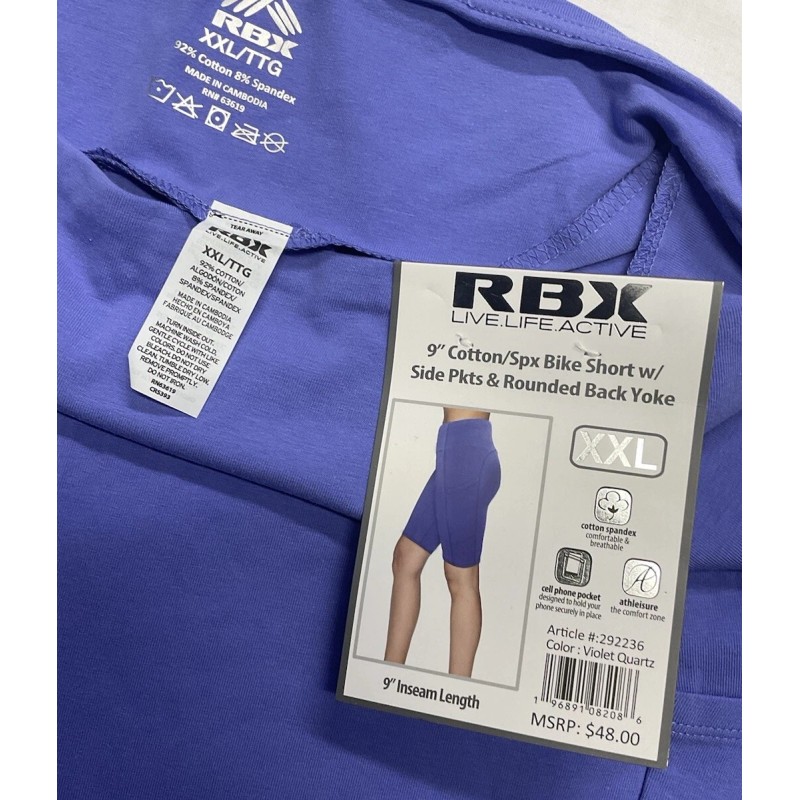 RBX
XXL/TTG
92% Cotton 8% Spandex
MADE IN CAMBODIA
RN# 63619
TEAR AWAY
RBX
LIVE.LIFE.ACTIVE
XXL/TTG
92% COTTON/
ALGODÓN/COTON
8% SPANDEX/
SPANDEX/SPANDEX
MADE IN CAMBODIA
HECHO EN CAMBOYA
FABRIQUÉ AU CAMBODGE
TURN INSIDE OUT.
MACHINE WASH COLD,
GENTLE CYCLE WITH LIKE
COLORS. DO NOT USE
BLEACH. DO NOT DRY
CLEAN. TUMBLE DRY LOW.
REMOVE PROMPTLY.
DO NOT IRON.
RN63619
CR5393
RBX
LIVE.LIFE.ACTIVE
9" Cotton/Spx Bike Short w/
Side Pkts & Rounded Back Yoke
XXL
cotton spandex
comfortable &
breathable
cell phone pocket
designed to hold your
phone securely in place
A
athleisure
the comfort zone
Article #:292236
Color : Violet Quartz
1 96891 08208 6
MSRP: $48.00
9" Inseam Length